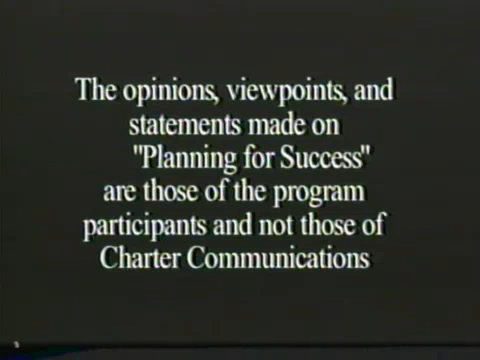 The opinions, viewpoints, and
statements made on
"Planning for Success"
are those of the program
participants and not those of
Charter Communications